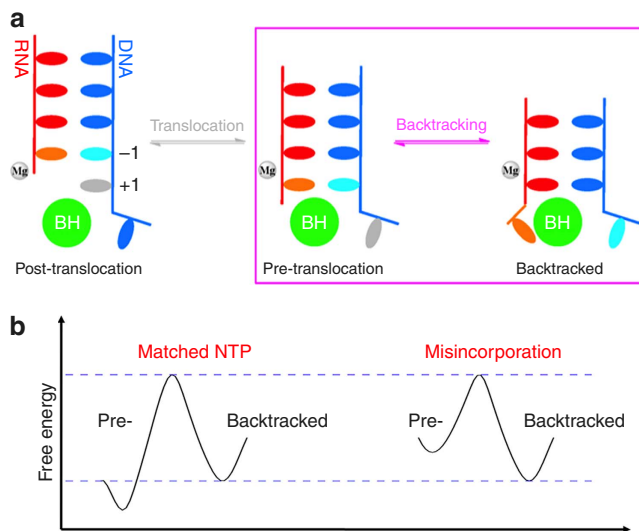 a
RNA
DNA
Mg
−1
+1
BH
Post-translocation
Translocation
Mg
BH
Pre-translocation
Backtracking
Mg
BH
Backtracked
b
Free energy
Matched NTP
Pre-
Backtracked
Misincorporation
Pre-
Backtracked